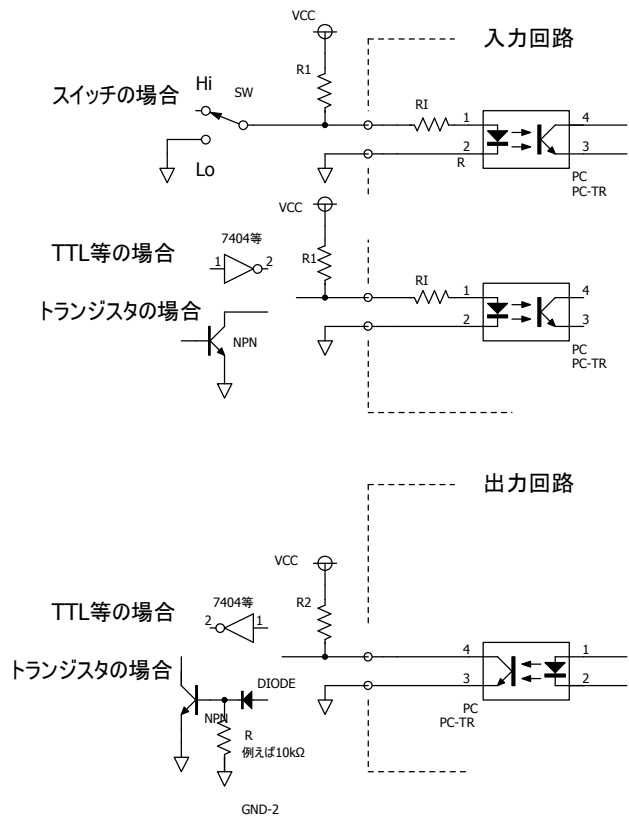 VCC
入力回路
R1
Hi
スイッチの場合
SW
RI
1
4
2
3
R
Lo
PC
PC-TR
VCC
TTL等の場合
7404等
1
2
R1
RI
1
4
トランジスタの場合
2
3
NPN
PC
PC-TR
出力回路
VCC
7404等
R2
TTL等の場合
2
1
4
1
トランジスタの場合
DIODE
3
2
NPN
PC
PC-TR
R
例えば10kΩ
GND-2